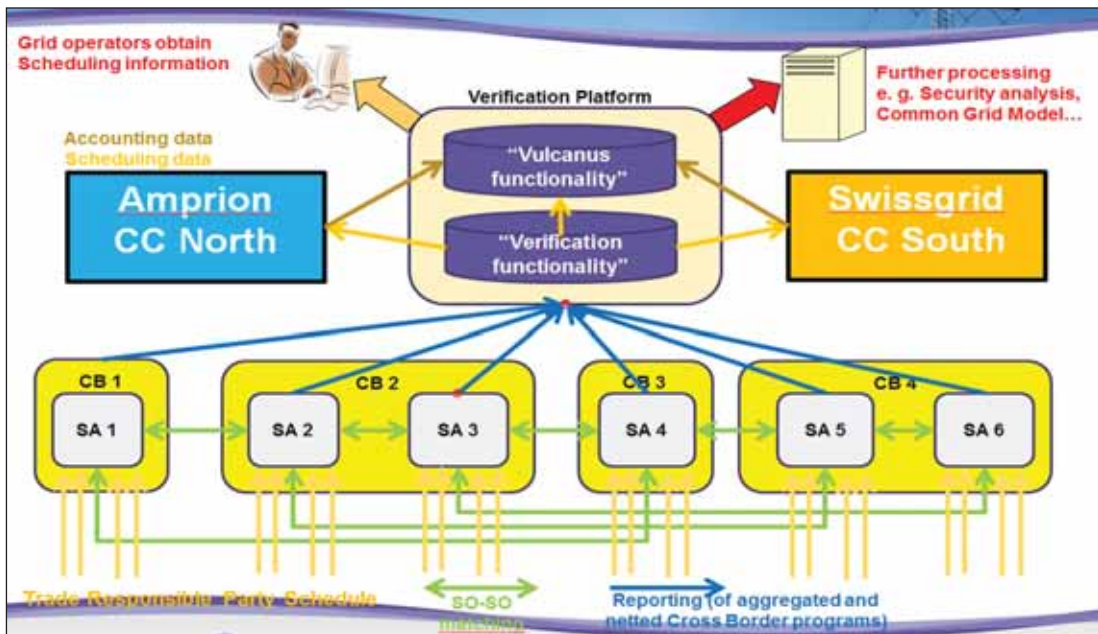 Grid operators obtain
Scheduling information
Verification Platform
Further processing
e. g. Security analysis,
Common Grid Model...
Accounting data
Scheduling data
Amprion
CC North
“Vulcanus
functionality”
“Verification
functionality”
Swissgrid
CC South
CB 1
CB 2
CB 3
CB 4
SA 1
SA 2
SA 3
SA 4
SA 5
SA 6
Trade Responsible Party Schedule
SO-SO
matching
Reporting (of aggregated and
netted Cross Border programs)